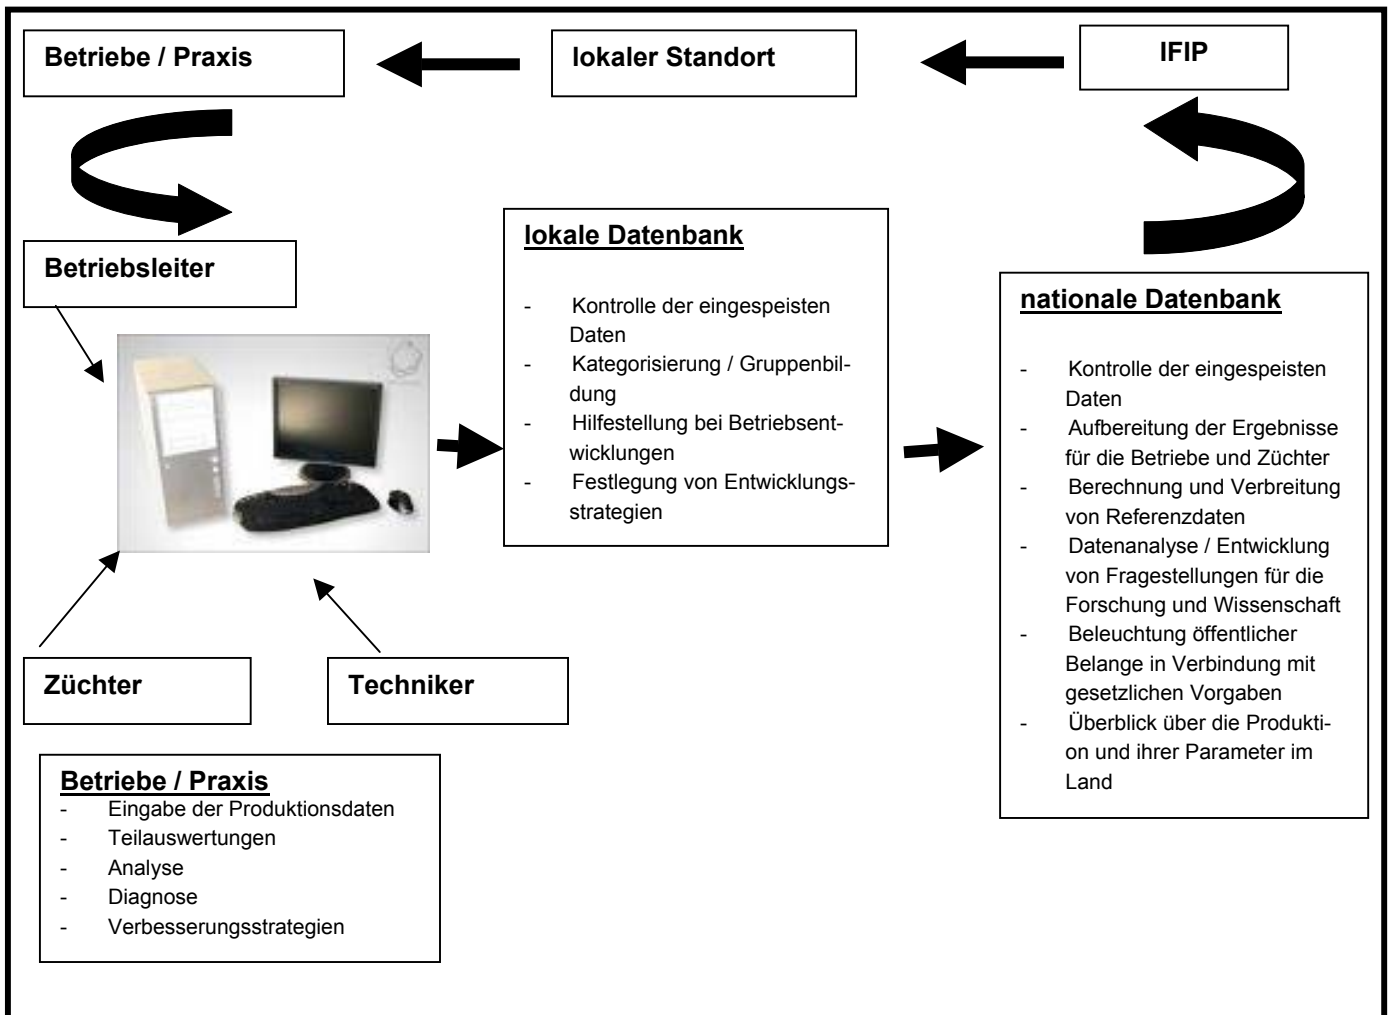 Betriebe / Praxis
lokaler Standort
IFIP
Betriebsleiter
lokale Datenbank
- Kontrolle der eingespeisten
Daten
- Kategorisierung / Gruppenbil-
dung
- Hilfestellung bei Betriebsent-
wicklungen
- Festlegung von Entwicklungs-
strategien
nationale Datenbank
- Kontrolle der eingespeisten
Daten
- Aufbereitung der Ergebnisse
für die Betriebe und Züchter
- Berechnung und Verbreitung
von Referenzdaten
- Datenanalyse / Entwicklung
von Fragestellungen für die
Forschung und Wissenschaft
- Beleuchtung öffentlicher
Belange in Verbindung mit
gesetzlichen Vorgaben
- Überblick über die Produkti-
on und ihrer Parameter im
Land
Züchter
Techniker
Betriebe / Praxis
- Eingabe der Produktionsdaten
- Teilauswertungen
- Analyse
- Diagnose
- Verbesserungsstrategien